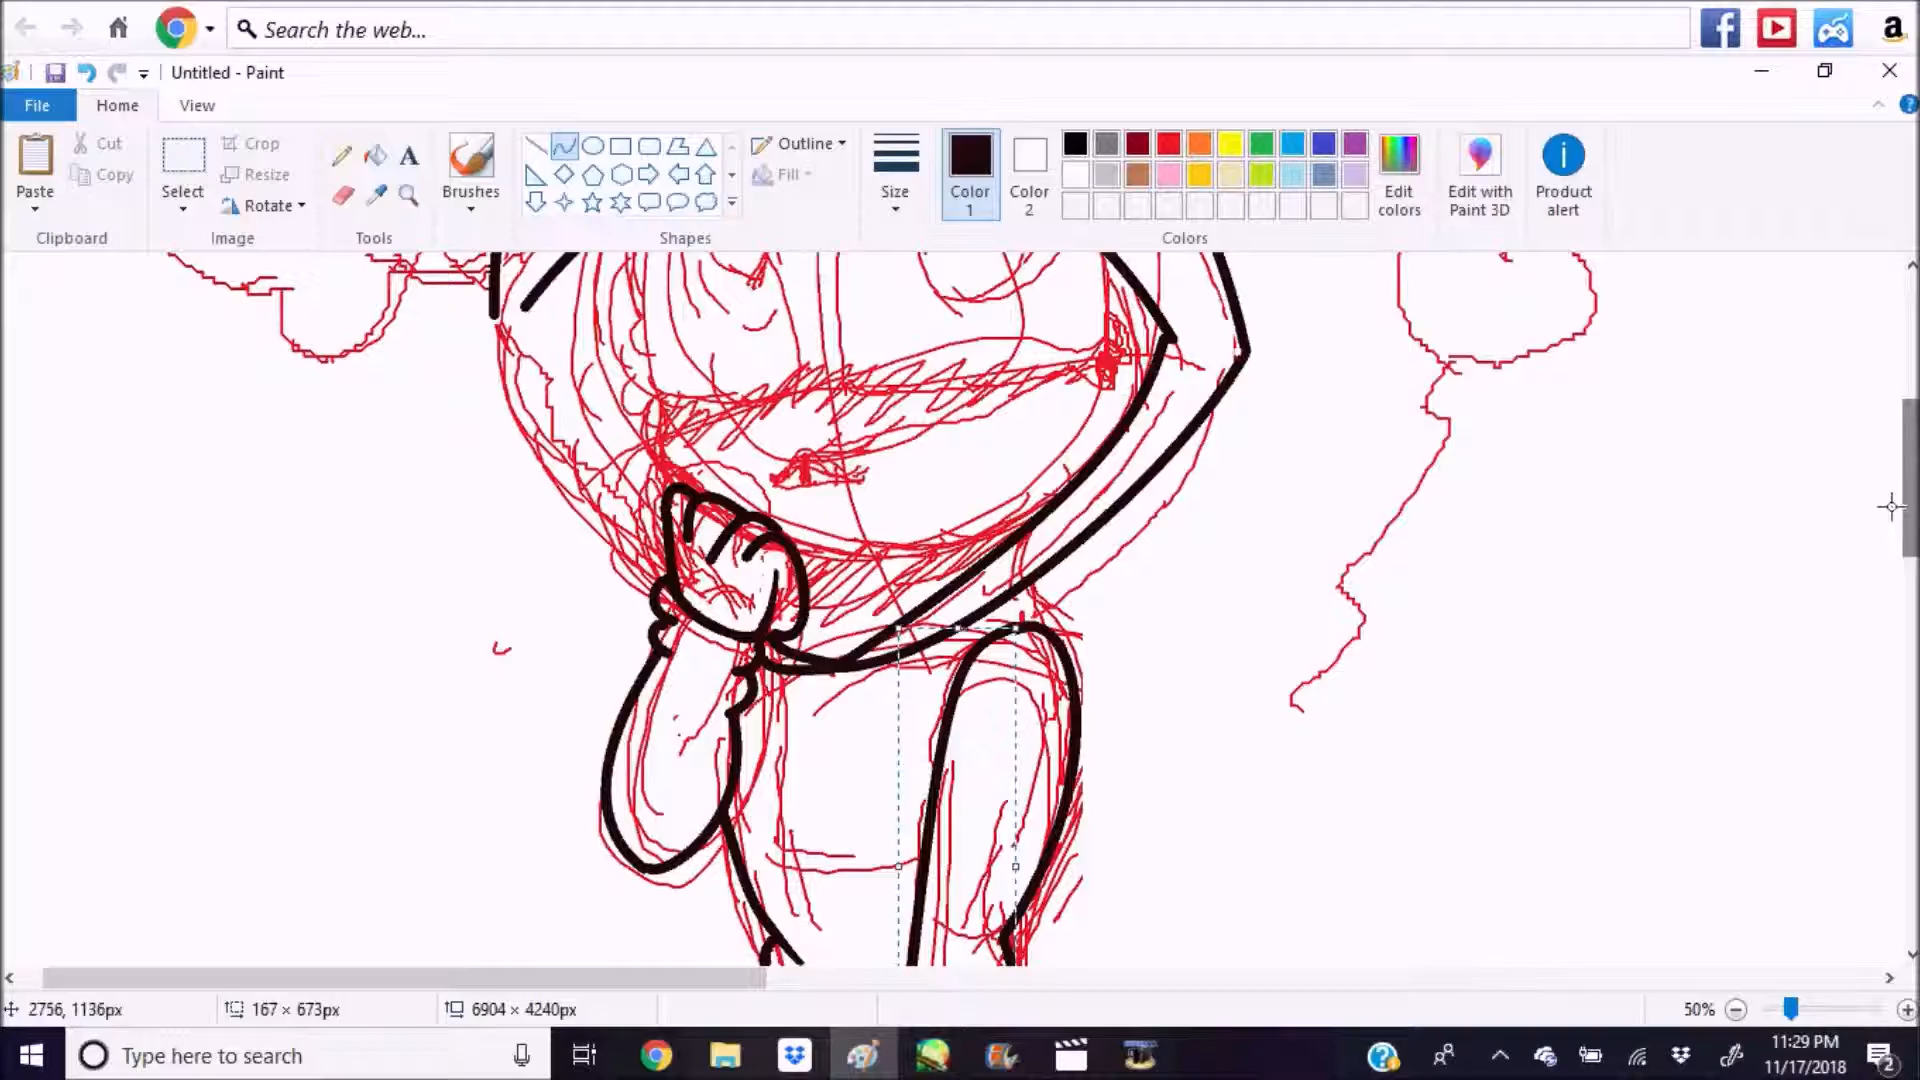 Search the web...
Untitled - Paint
File Home View
Paste
Cut
Copy
Clipboard
Select
Crop
Resize
Rotate
Image
A
Tools
Brushes
Outline
Fill
Shapes
Size
Color 1
Color 2
Edit colors
Colors
Edit with Paint 3D
Product alert
2756, 1136px
167 × 673px
6904 × 4240px
50%
Type here to search
11:29 PM
11/17/2018
2